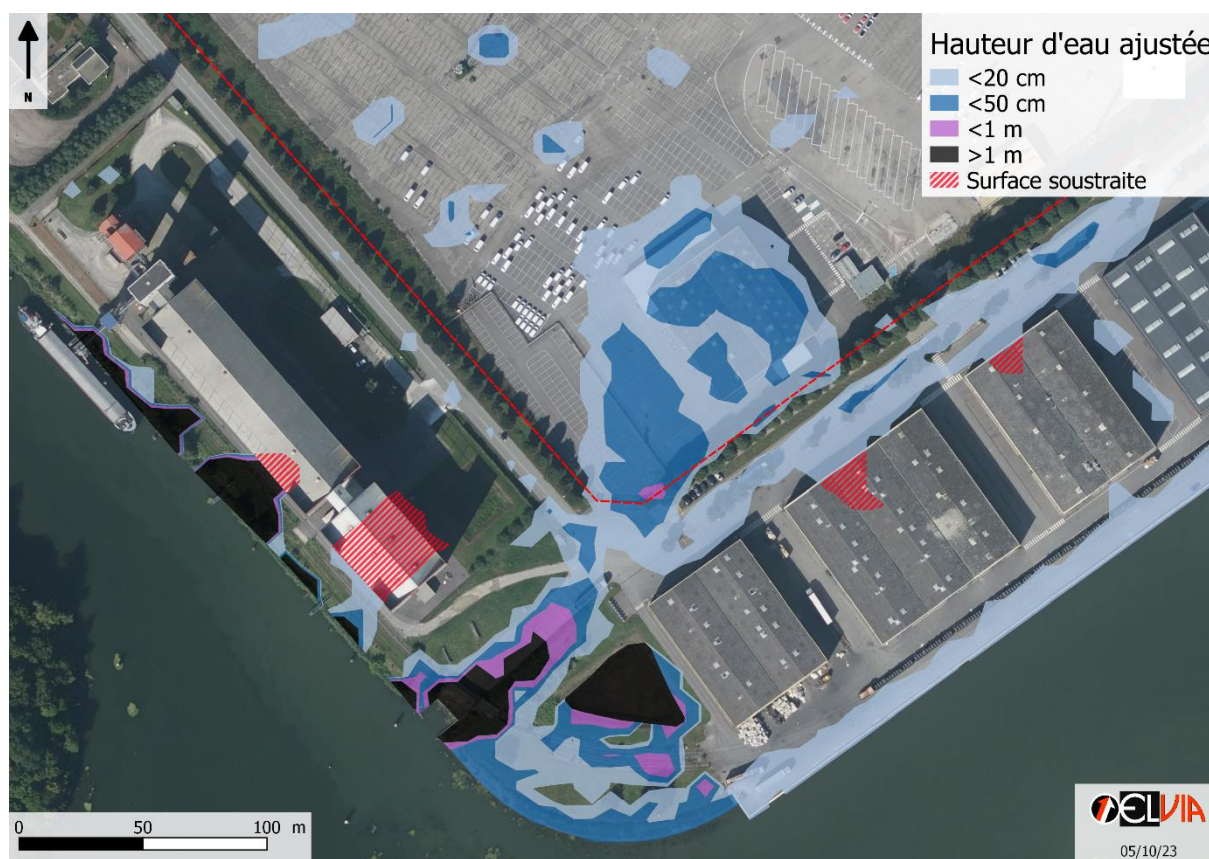 N
Hauteur d'eau ajustée
<20 cm
<50 cm
<1 m
>1 m
Surface soustraite
0 50 100 m
ELVIA
05/10/23